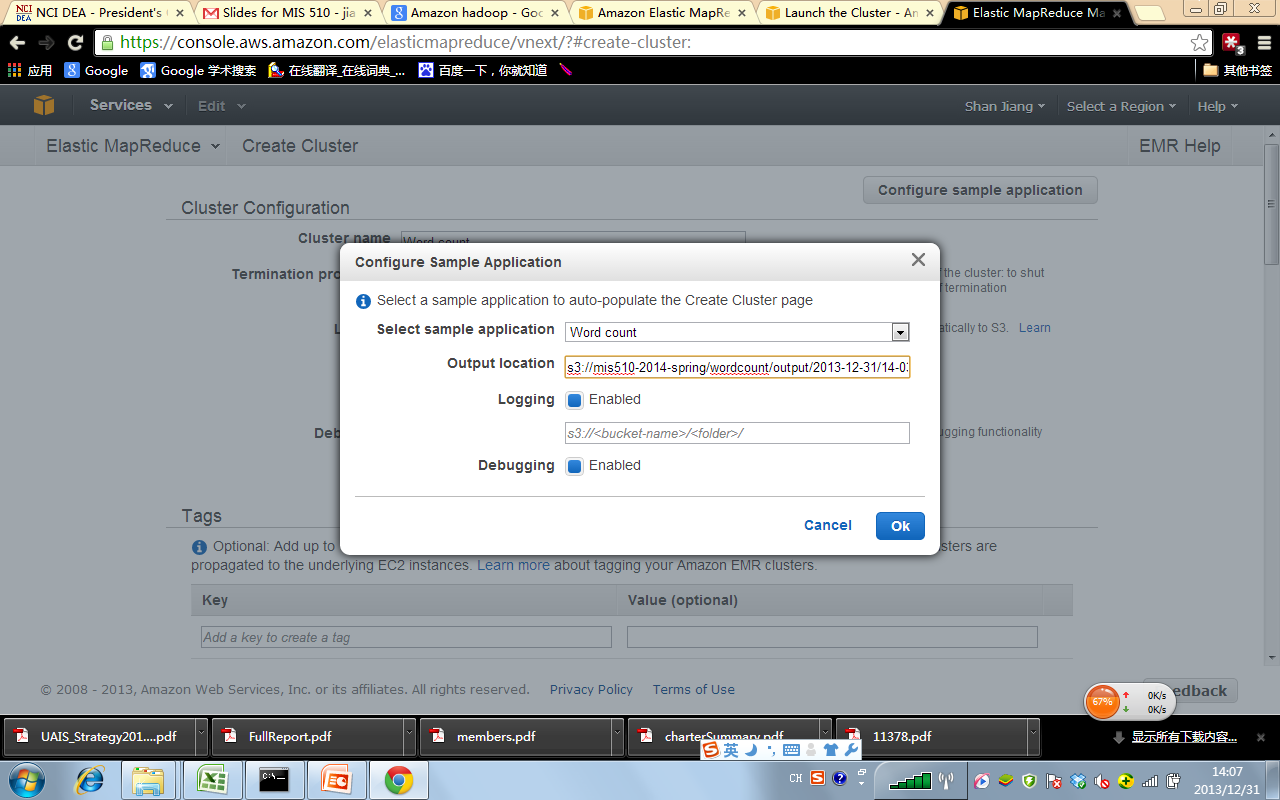 NCI DEA
NCI DEA - President's
Slides for MIS 510 - jia
Amazon hadoop - Goo
Amazon Elastic MapRe
Launch the Cluster - An
Elastic MapReduce Ma
https://console.aws.amazon.com/elasticmapreduce/vnext/?#create-cluster:
3
应用 Google Google 学术搜索 在线翻译_在线词典_... 百度一下，你就知道 其他书签
Services Edit Shan Jiang Select a Region Help
Elastic MapReduce Create Cluster EMR Help
Configure sample application
Cluster Configuration
Cluster name Word count
Termination pro the cluster: to shut
termination
atically to S3. Learn
Deb gging functionality
Configure Sample Application
Select a sample application to auto-populate the Create Cluster page
Select sample application Word count
Output location s3://mis510-2014-spring/wordcount/output/2013-12-31/14-03
Logging Enabled
s3://<bucket-name>/<folder>/
Debugging Enabled
Cancel Ok
Tags
Optional: Add up to sters are
propagated to the underlying EC2 instances. Learn more about tagging your Amazon EMR clusters.
Key Value (optional)
Add a key to create a tag
© 2008 - 2013, Amazon Web Services, Inc. or its affiliates. All rights reserved. Privacy Policy Terms of Use edback
67% 0K/s
0K/s
UAIS_Strategy201....pdf FullReport.pdf members.pdf charterSummary.pdf 11378.pdf 显示所有下载内容...
英
CH
14:07
2013/12/31